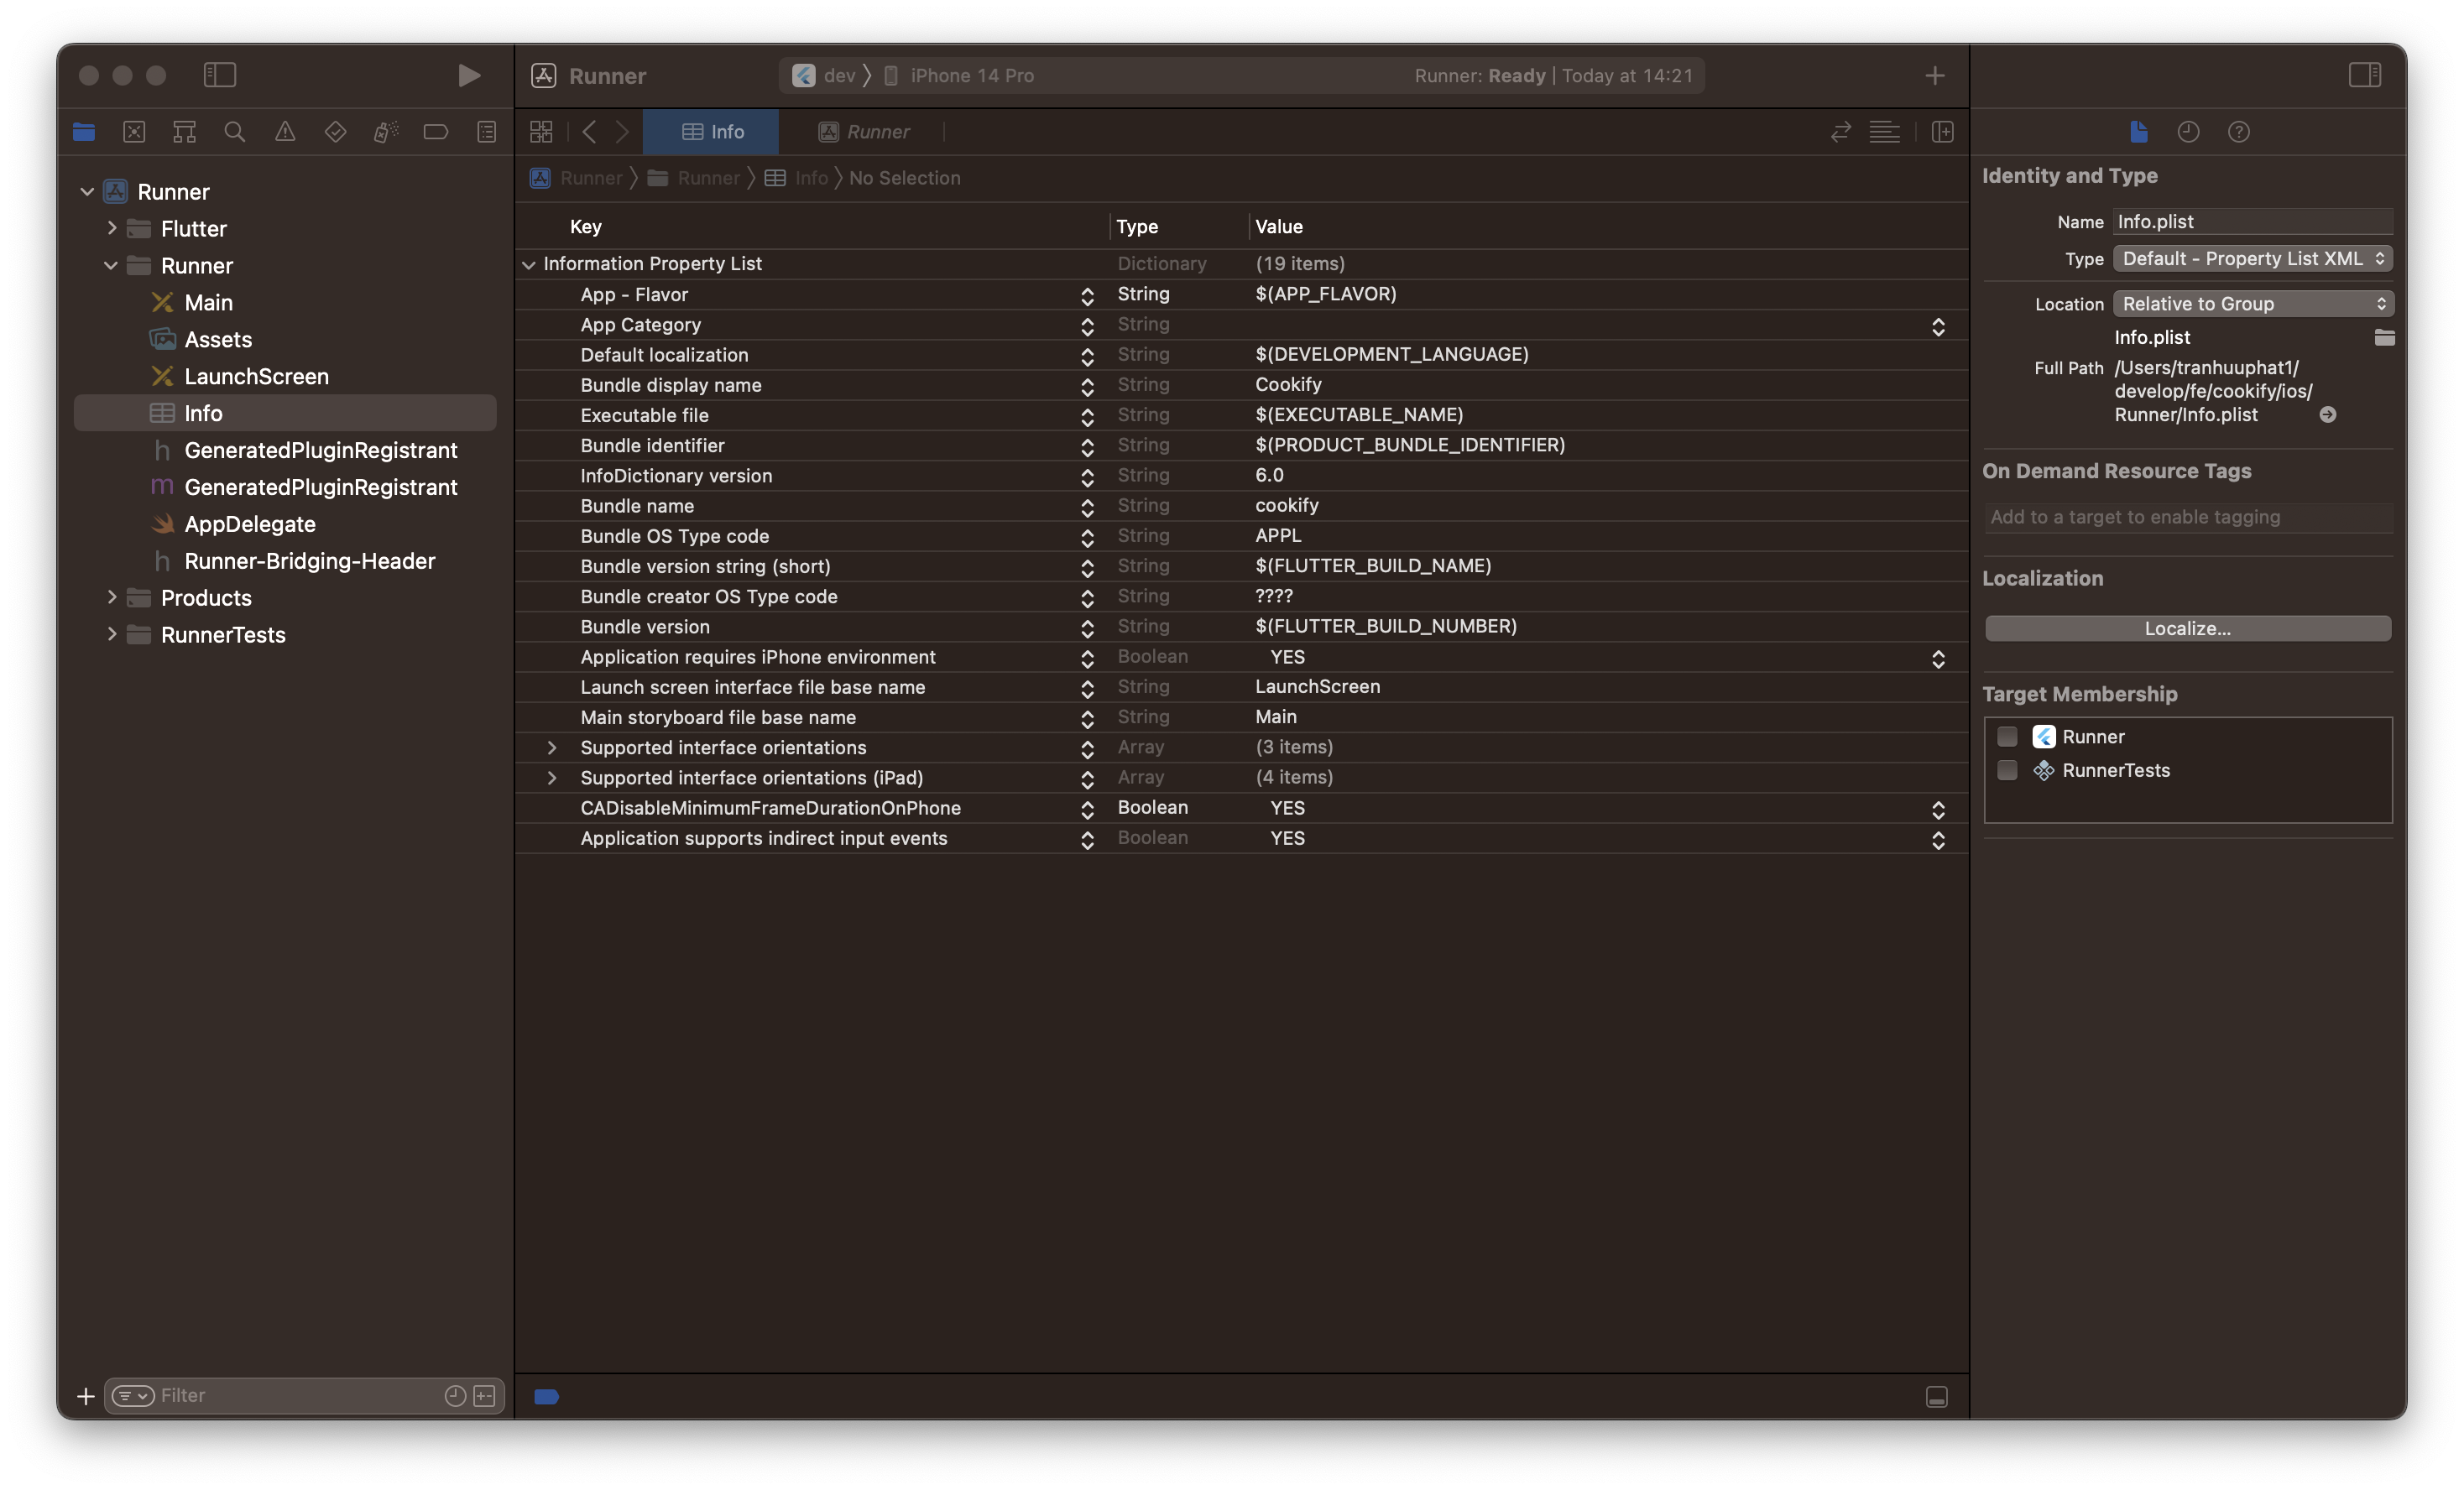 Runner
dev
iPhone 14 Pro
Runner: Ready | Today at 14:21
Info
Runner
Runner
Runner
Info
No Selection
Runner
Flutter
Runner
Main
Assets
LaunchScreen
Info
h GeneratedPluginRegistrant
m GeneratedPluginRegistrant
AppDelegate
h Runner-Bridging-Header
Products
RunnerTests
Filter
Key Type Value
Information Property List Dictionary (19 items)
App - Flavor String $(APP_FLAVOR)
App Category String
Default localization String $(DEVELOPMENT_LANGUAGE)
Bundle display name String Cookify
Executable file String $(EXECUTABLE_NAME)
Bundle identifier String $(PRODUCT_BUNDLE_IDENTIFIER)
InfoDictionary version String 6.0
Bundle name String cookify
Bundle OS Type code String APPL
Bundle version string (short) String $(FLUTTER_BUILD_NAME)
Bundle creator OS Type code String ????
Bundle version String $(FLUTTER_BUILD_NUMBER)
Application requires iPhone environment Boolean YES
Launch screen interface file base name String LaunchScreen
Main storyboard file base name String Main
Supported interface orientations Array (3 items)
Supported interface orientations (iPad) Array (4 items)
CADisableMinimumFrameDurationOnPhone Boolean YES
Application supports indirect input events Boolean YES
Identity and Type
Name Info.plist
Type Default - Property List XML
Location Relative to Group
Info.plist
Full Path /Users/tranhuuphat1/
develop/fe/cookify/ios/
Runner/Info.plist
On Demand Resource Tags
Add to a target to enable tagging
Localization
Localize...
Target Membership
Runner
RunnerTests